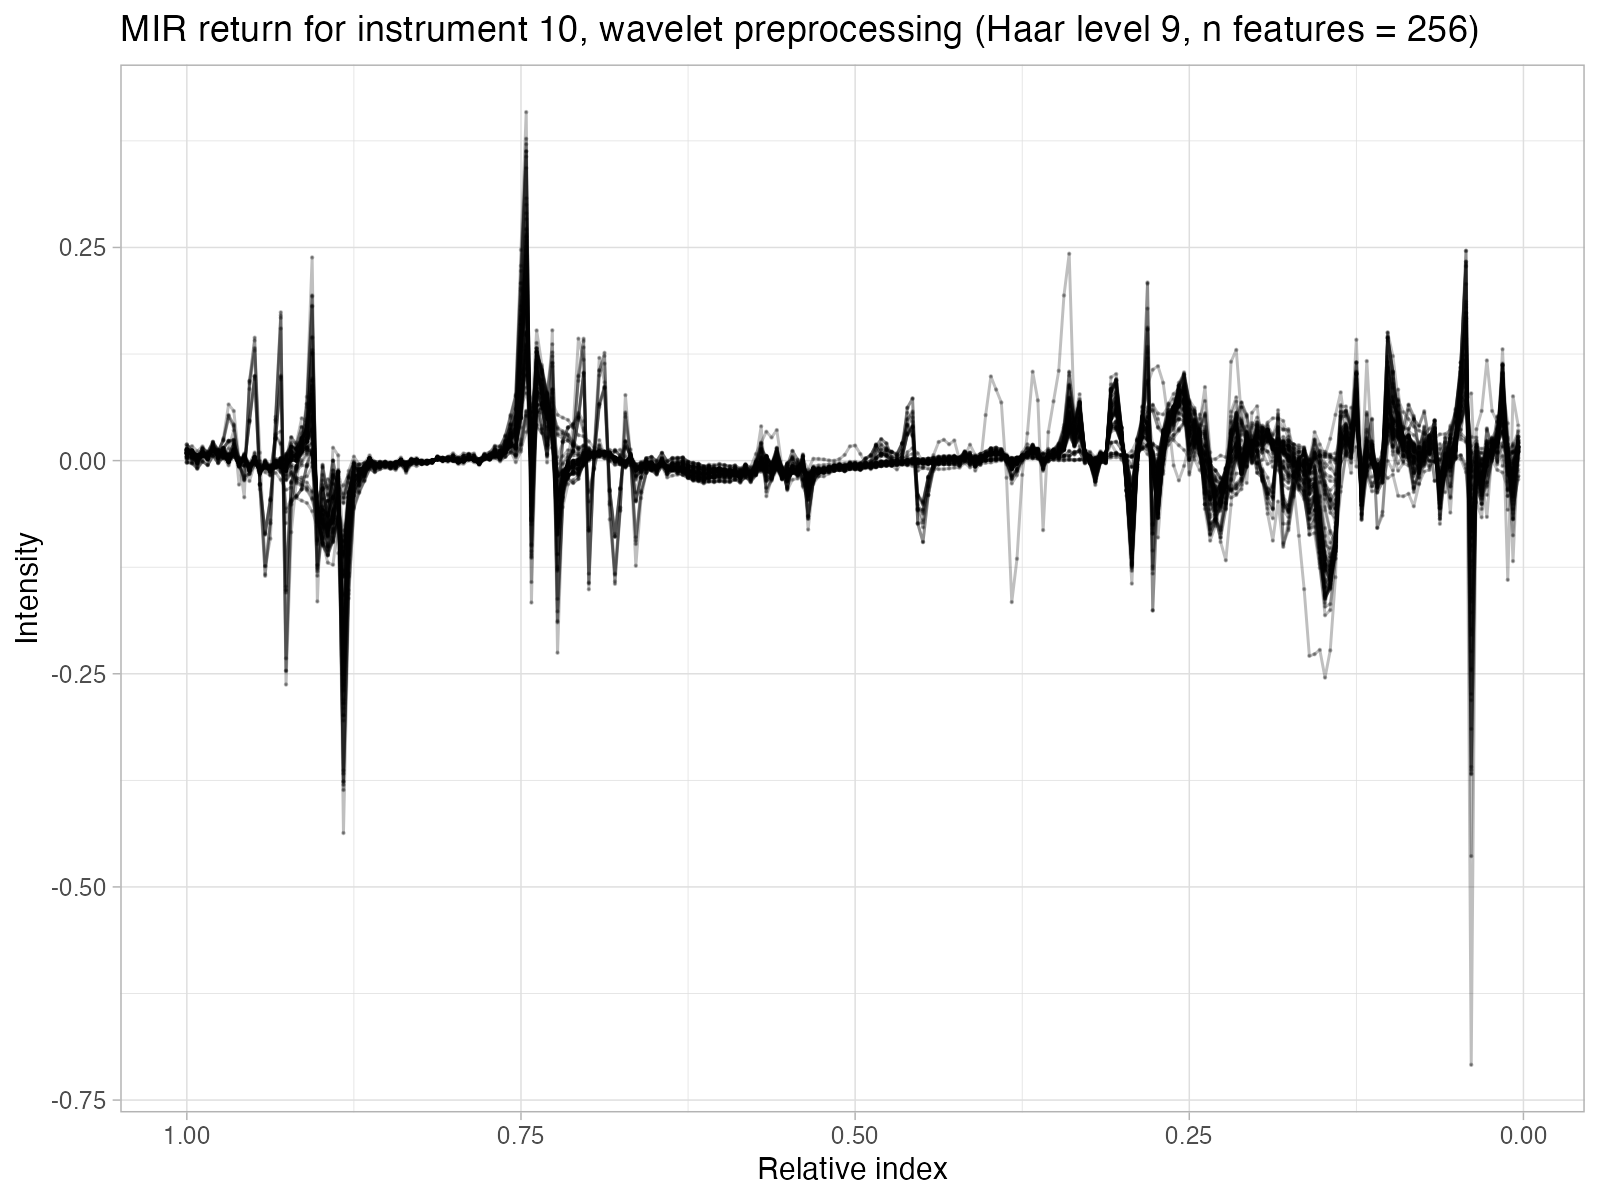 MIR return for instrument 10, wavelet preprocessing (Haar level 9, n features = 256)
0.25
0.00
-0.25
-0.50
-0.75
Intensity
1.00 0.75 0.50 0.25 0.00
Relative index